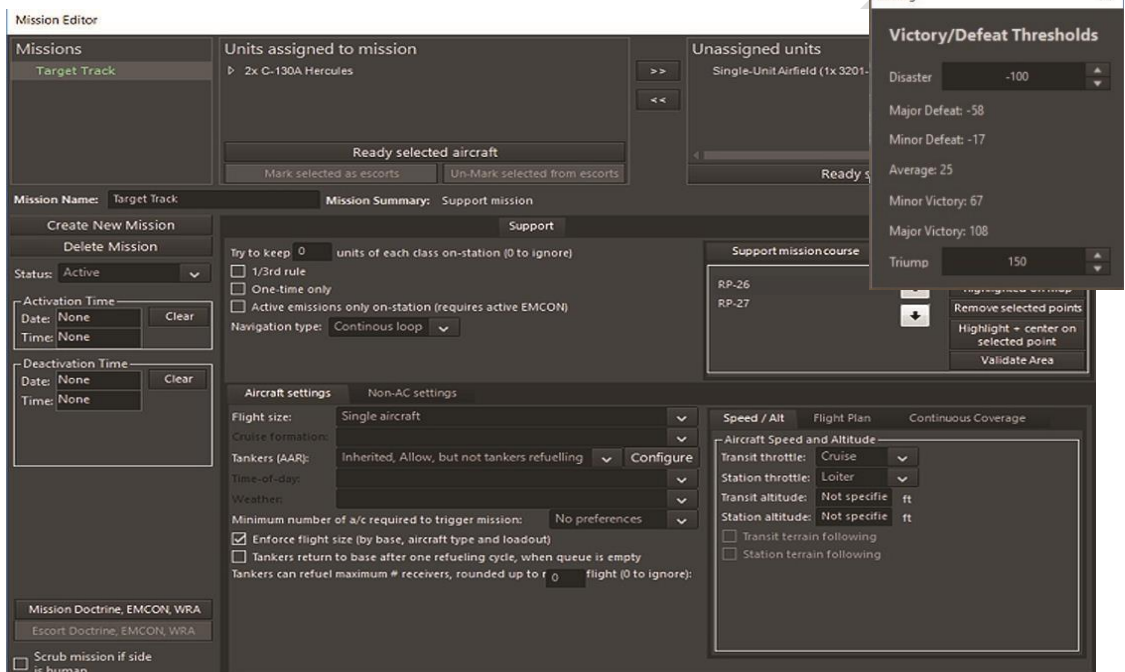 Mission Editor
Missions
Target Track
Units assigned to mission
2x C-130A Hercules
>>
<<
Ready selected aircraft
Mark selected as escorts
Un-Mark selected from escorts
Unassigned units
Single-Unit Airfield (1x 3201-
Ready
Victory/Defeat Thresholds
Disaster -100
Major Defeat: -58
Minor Defeat: -17
Average: 25
Minor Victory: 67
Major Victory: 108
Triump 150
Mission Name: Target Track
Mission Summary: Support mission
Create New Mission
Delete Mission
Status: Active
Activation Time
Date: None Clear
Time: None
Deactivation Time
Date: None Clear
Time: None
Mission Doctrine, EMCON, WRA
Escort Doctrine, EMCON, WRA
Scrub mission if side
is human
Support
Try to keep 0 units of each class on-station (0 to ignore)
1/3rd rule
One-time only
Active emissions only on-station (requires active EMCON)
Navigation type: Continous loop
Support mission course
RP-26
RP-27
highlighted on map
Remove selected points
Highlight + center on
selected point
Validate Area
Aircraft settings
Non-AC settings
Flight size: Single aircraft
Cruise formation:
Tankers (AAR): Inherited, Allow, but not tankers refuelling Configure
Time-of-day:
Weather:
Minimum number of a/c required to trigger mission: No preferences
Enforce flight size (by base, aircraft type and loadout)
Tankers return to base after one refueling cycle, when queue is empty
Tankers can refuel maximum # receivers, rounded up to 0 flight (0 to ignore):
Speed / Alt
Flight Plan
Continuous Coverage
Aircraft Speed and Altitude
Transit throttle: Cruise
Station throttle: Loiter
Transit altitude: Not specifie ft
Station altitude: Not specifie ft
Transit terrain following
Station terrain following